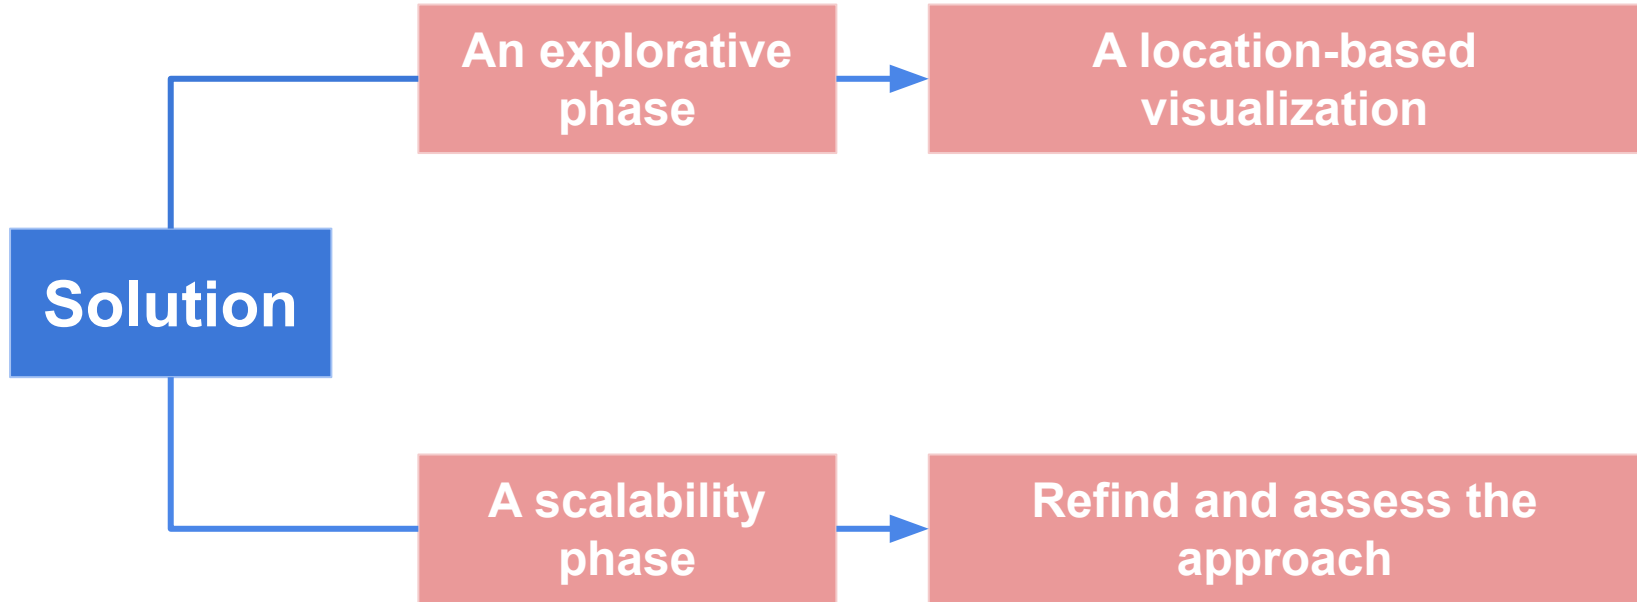 An explorative
phase
A location-based
visualization
Solution
A scalability
phase
Refind and assess the
approach